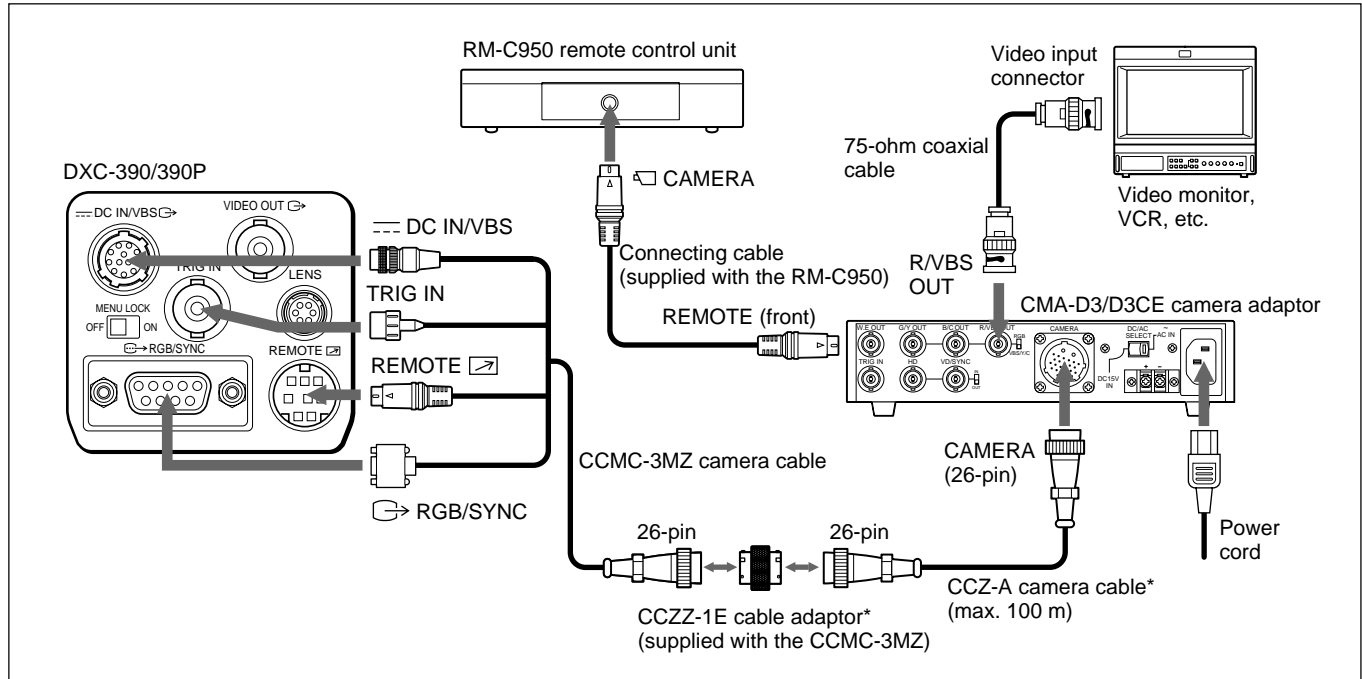 RM-C950 remote control unit
Video input
connector
75-ohm coaxial
cable
Video monitor,
VCR, etc.
DXC-390/390P
DC IN/VBS
VIDEO OUT
TRIG IN
LENS
MENU LOCK
OFF
ON
RGB/SYNC
REMOTE
DC IN/VBS
TRIG IN
REMOTE
RGB/SYNC
CAMERA
Connecting cable
(supplied with the RM-C950)
REMOTE (front)
R/VBS
OUT
CMA-D3/D3CE camera adaptor
W.E OUT
G/Y OUT
B/C OUT
R/VBS OUT
RGB
VBS/Y/C
TRIG IN
HD
VD/SYNC
IN
OUT
CAMERA
DC/AC
SELECT
~
AC IN
DC15V
IN
+ −
CCMC-3MZ camera cable
CAMERA
(26-pin)
Power
cord
26-pin
26-pin
CCZZ-1E cable adaptor*
(supplied with the CCMC-3MZ)
CCZ-A camera cable*
(max. 100 m)